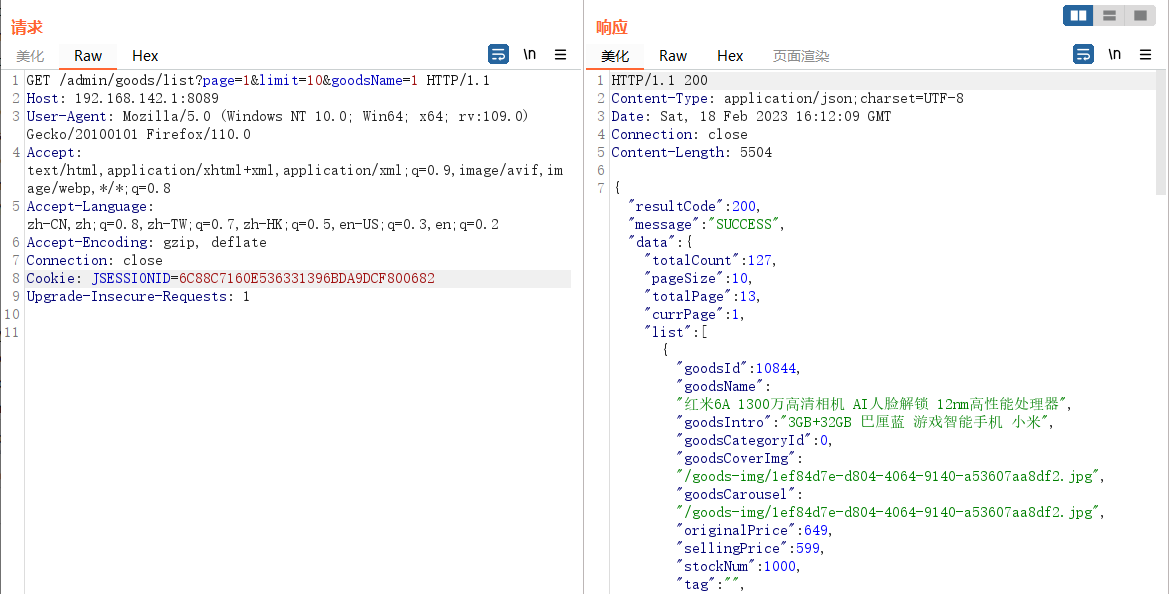 请求
美化 Raw Hex \n
1 GET /admin/goods/list?page=1&limit=10&goodsName=1 HTTP/1.1
2 Host: 192.168.142.1:8089
3 User-Agent: Mozilla/5.0 (Windows NT 10.0; Win64; x64; rv:109.0)
Gecko/20100101 Firefox/110.0
4 Accept:
text/html,application/xhtml+xml,application/xml;q=0.9,image/avif,im
age/webp,*/*;q=0.8
5 Accept-Language:
zh-CN,zh;q=0.8,zh-TW;q=0.7,zh-HK;q=0.5,en-US;q=0.3,en;q=0.2
6 Accept-Encoding: gzip, deflate
7 Connection: close
8 Cookie: JSESSIONID=6C88C7160E536331396BDA9DCF800682
9 Upgrade-Insecure-Requests: 1
10
11
响应
美化 Raw Hex 页面渲染 \n
1 HTTP/1.1 200
2 Content-Type: application/json;charset=UTF-8
3 Date: Sat, 18 Feb 2023 16:12:09 GMT
4 Connection: close
5 Content-Length: 5504
6
7 {
"resultCode":200,
"message":"SUCCESS",
"data":{
"totalCount":127,
"pageSize":10,
"totalPage":13,
"currPage":1,
"list":[
{
"goodsId":10844,
"goodsName":
"红米6A 1300万高清相机 AI人脸解锁 12nm高性能处理器",
"goodsIntro":"3GB+32GB 巴厘蓝 游戏智能手机 小米",
"goodsCategoryId":0,
"goodsCoverImg":
"/goods-img/1ef84d7e-d804-4064-9140-a53607aa8df2.jpg",
"goodsCarousel":
"/goods-img/1ef84d7e-d804-4064-9140-a53607aa8df2.jpg",
"originalPrice":649,
"sellingPrice":599,
"stockNum":1000,
"tag":"",